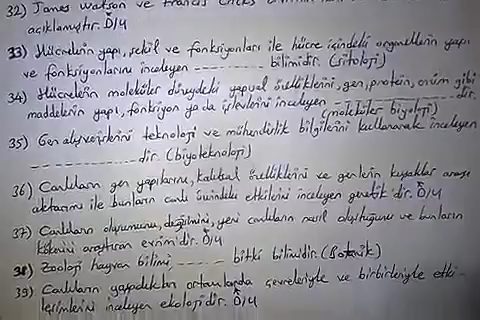 32) James Watson ve Francis Crick
açıklamıştır. D/Y
33) Hücrelerin yapı, şekil ve fonksiyonları ile hücre içindeki organellerin yapı
ve fonksiyonlarını inceleyen ---------- bilimidir. (Sitoloji)
34) Hücrelerin moleküler düzeydeki yapısal özelliklerini, gen, protein, enzim gibi
maddelerin yapı, fonksiyon ya da işlevlerini inceleyen ---------- dir.
(moleküler biyoloji)
35) Gen alışverişlerini teknoloji ve mühendislik bilgilerini kullanarak inceleyen
---------- dir. (biyoteknoloji)
36) Canlıların gen yapılarını, kalıtsal özelliklerini ve genlerin kuşaklar arası
aktarımı ile bunların canlı üzerindeki etkilerini inceleyen genetik dir. D/Y
37) Canlıların oluşumunu, değişimini, yeni canlıların nasıl oluştuğunu ve bunların
kökenini araştıran evrimdir. D/Y
38) Zooloji hayvan bilimi, ------ bitki bilimidir. (Botanik)
39) Canlıların yaşadıkları ortamlarda çevreleriyle ve birbirleriyle etki-
leşimlerini inceleyen ekolojidir. D/Y